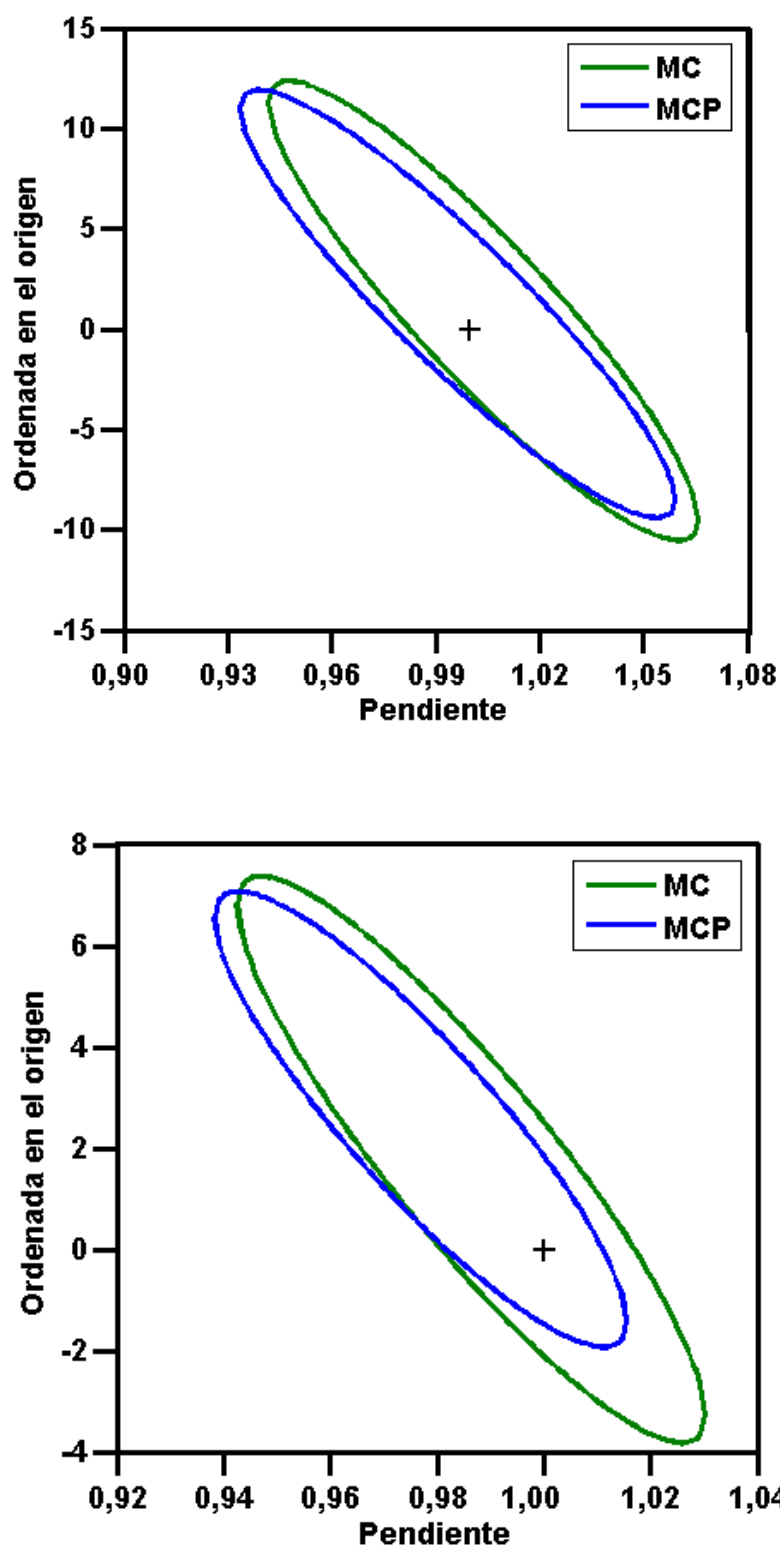 15
10
5
0
-5
-10
-15
Ordenada en el origen
MC
MCP
0,90 0,93 0,96 0,99 1,02 1,05 1,08
Pendiente
8
6
4
2
0
-2
-4
Ordenada en el origen
MC
MCP
0,92 0,94 0,96 0,98 1,00 1,02 1,04
Pendiente